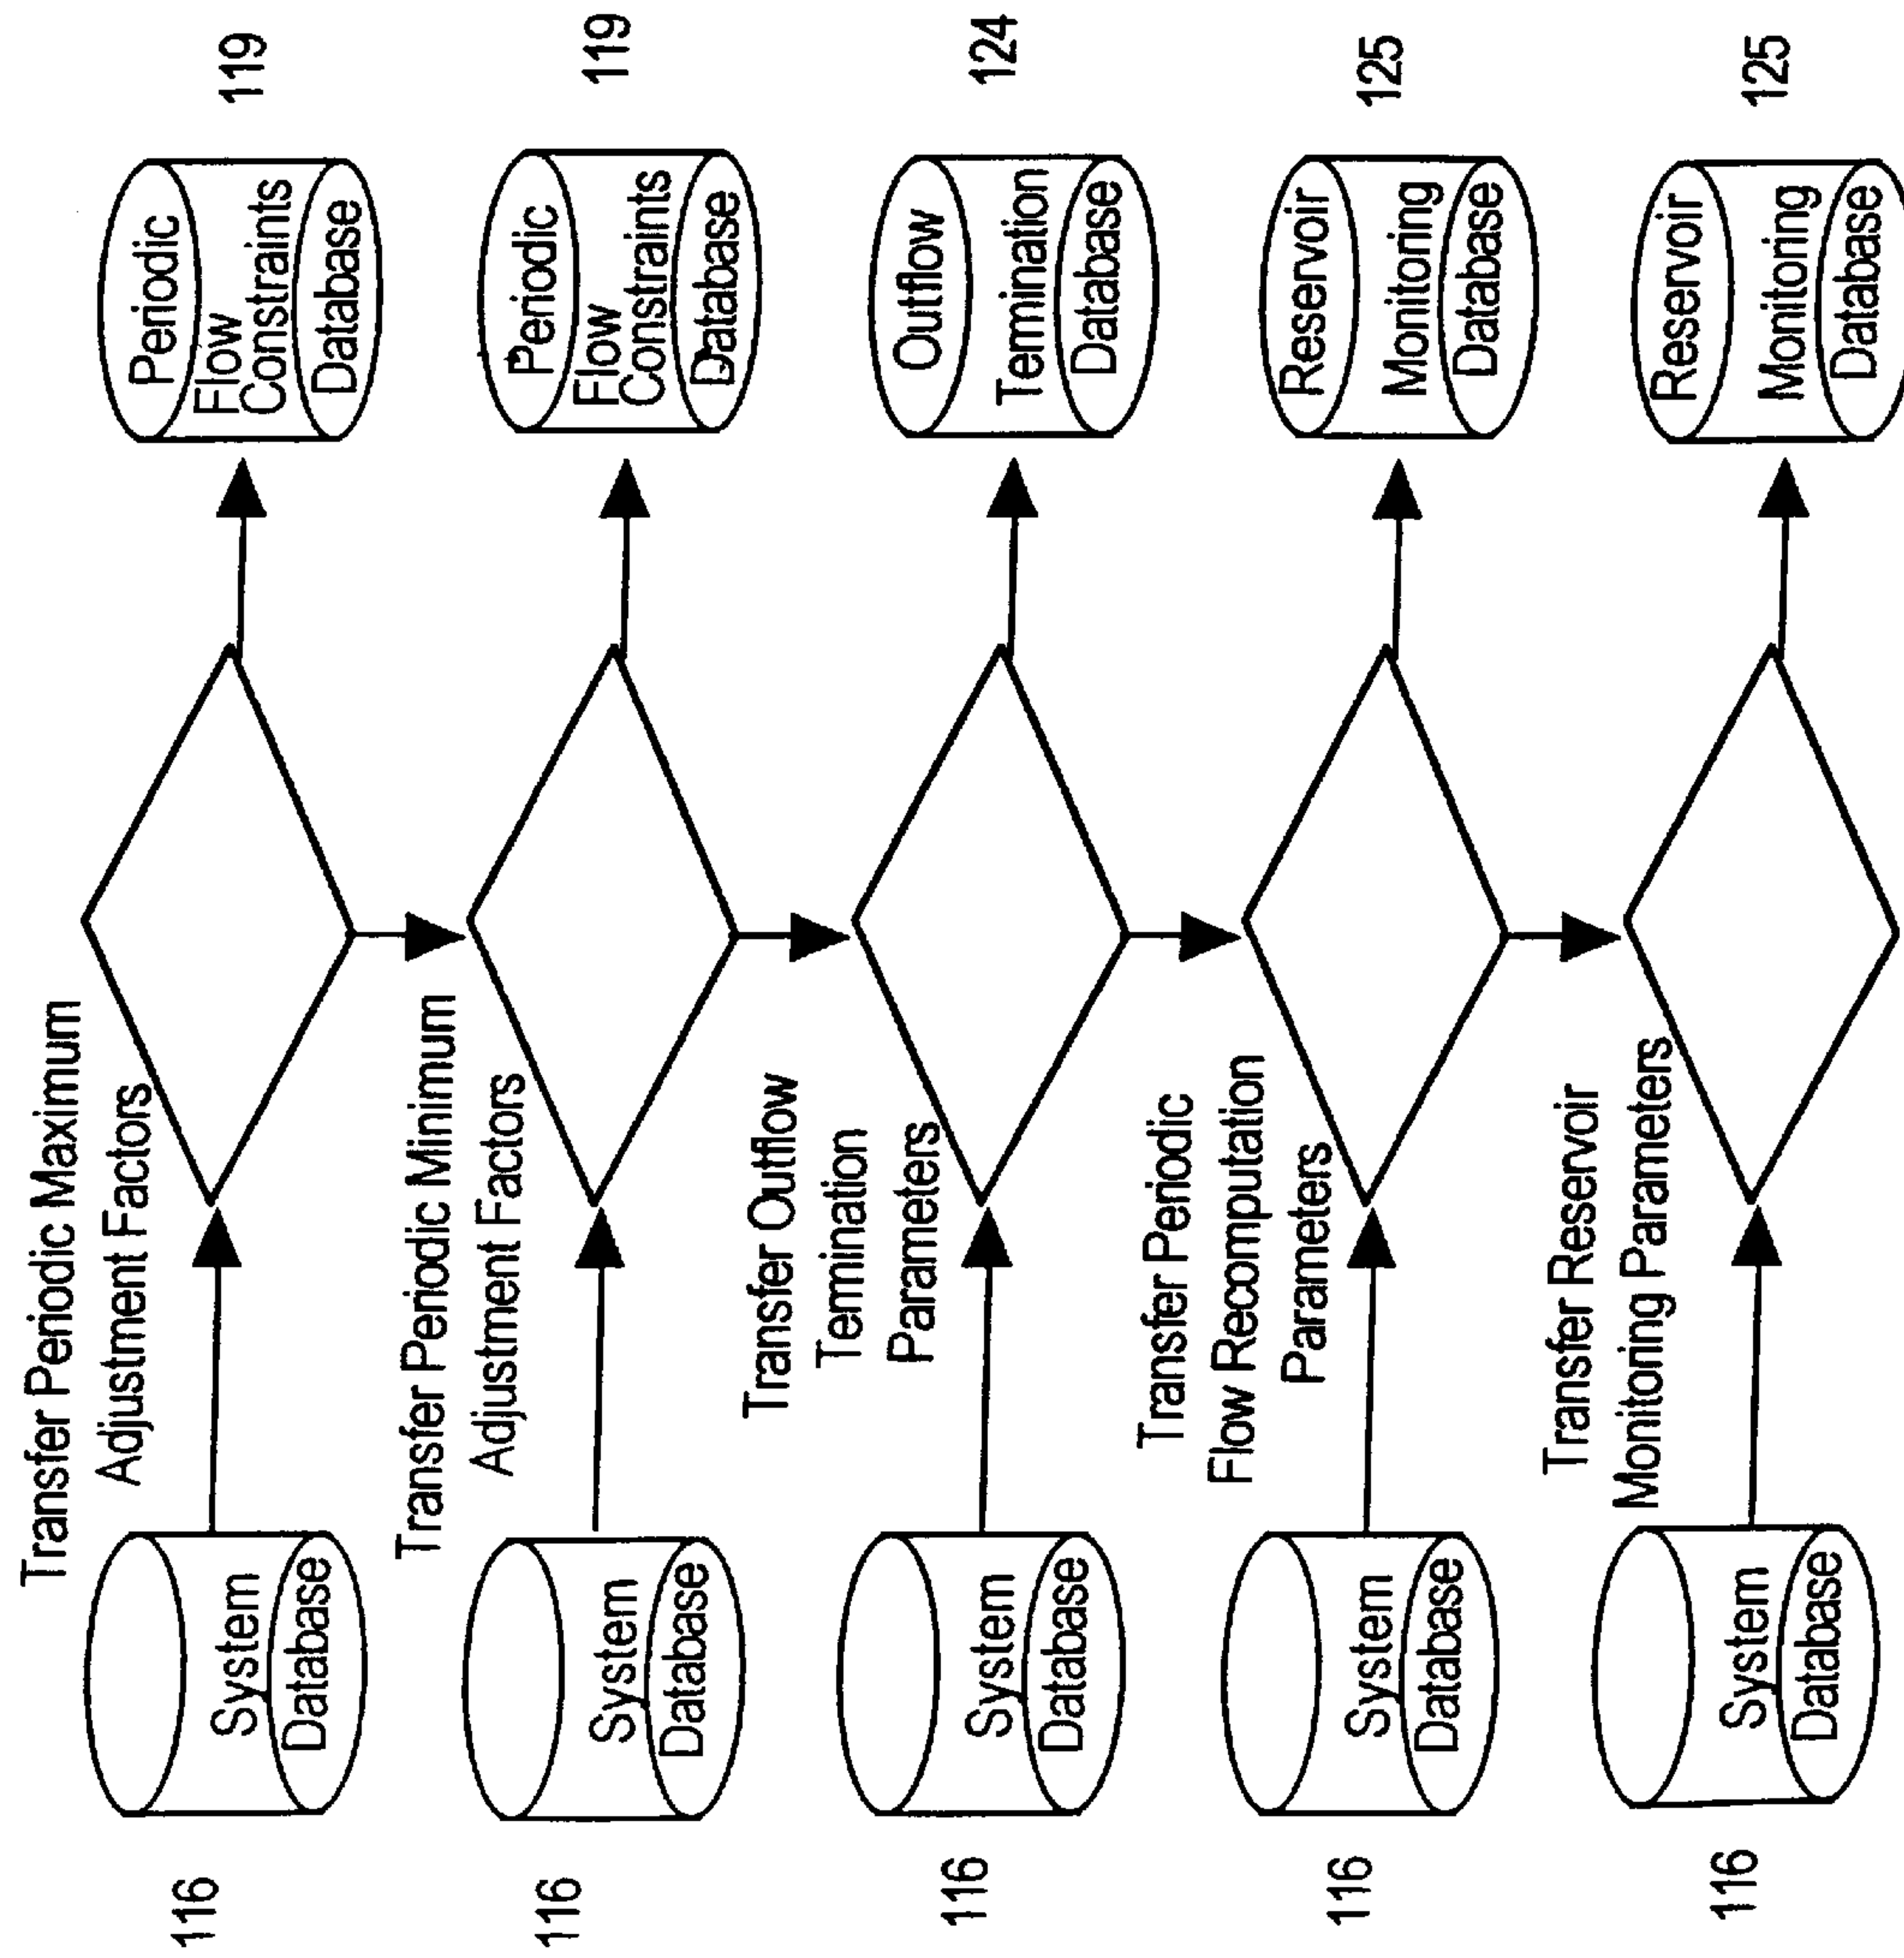 Transfer Periodic Maximum
Adjustment Factors
116
System
Database
Periodic
Flow
Constraints
Database
119
Transfer Periodic Minimum
Adjustment Factors
116
System
Database
Periodic
Flow
Constraints
Database
119
Transfer Outflow
Termination
Parameters
116
System
Database
Outflow
Termination
Database
124
Transfer Periodic
Flow Recomputation
Parameters
116
System
Database
Reservoir
Monitoring
Database
125
Transfer Reservoir
Monitoring Parameters
116
System
Database
Reservoir
Monitoring
Database
125